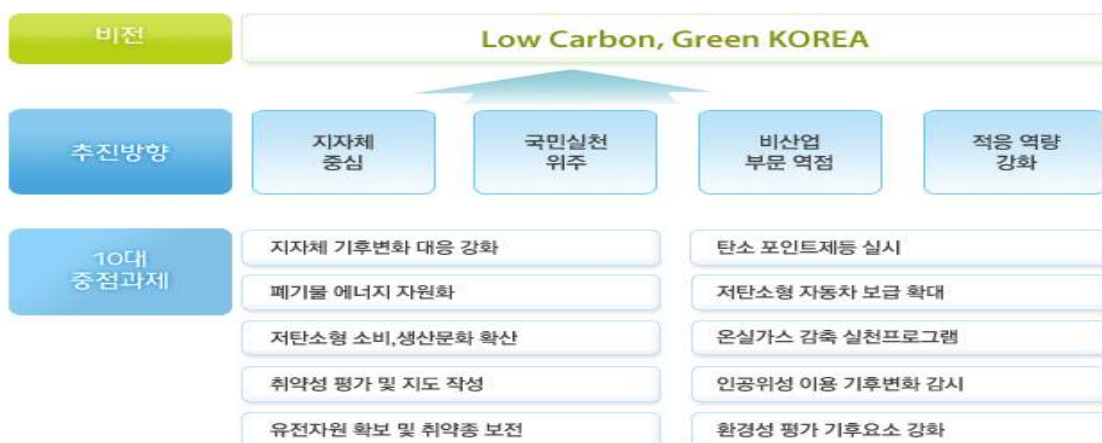 비전
Low Carbon, Green KOREA
추진방향
지자체
중심
국민실천
위주
비산업
부문 역점
적응 역량
강화
10대
중점과제
지자체 기후변화 대응 강화
탄소 포인트제등 실시
폐기물 에너지 자원화
저탄소형 자동차 보급 확대
저탄소형 소비,생산문화 확산
온실가스 감축 실천프로그램
취약성 평가 및 지도 작성
인공위성 이용 기후변화 감시
유전자원 확보 및 취약종 보전
환경성 평가 기후요소 강화